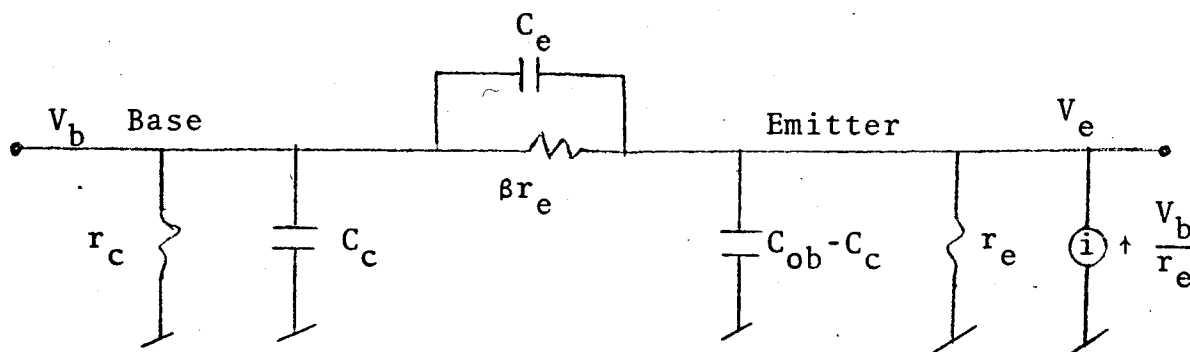 C_e
V_b Base
Emitter
V_e
βr_e
r_c
C_c
C_ob-C_c
r_e
i ↑ V_b/r_e